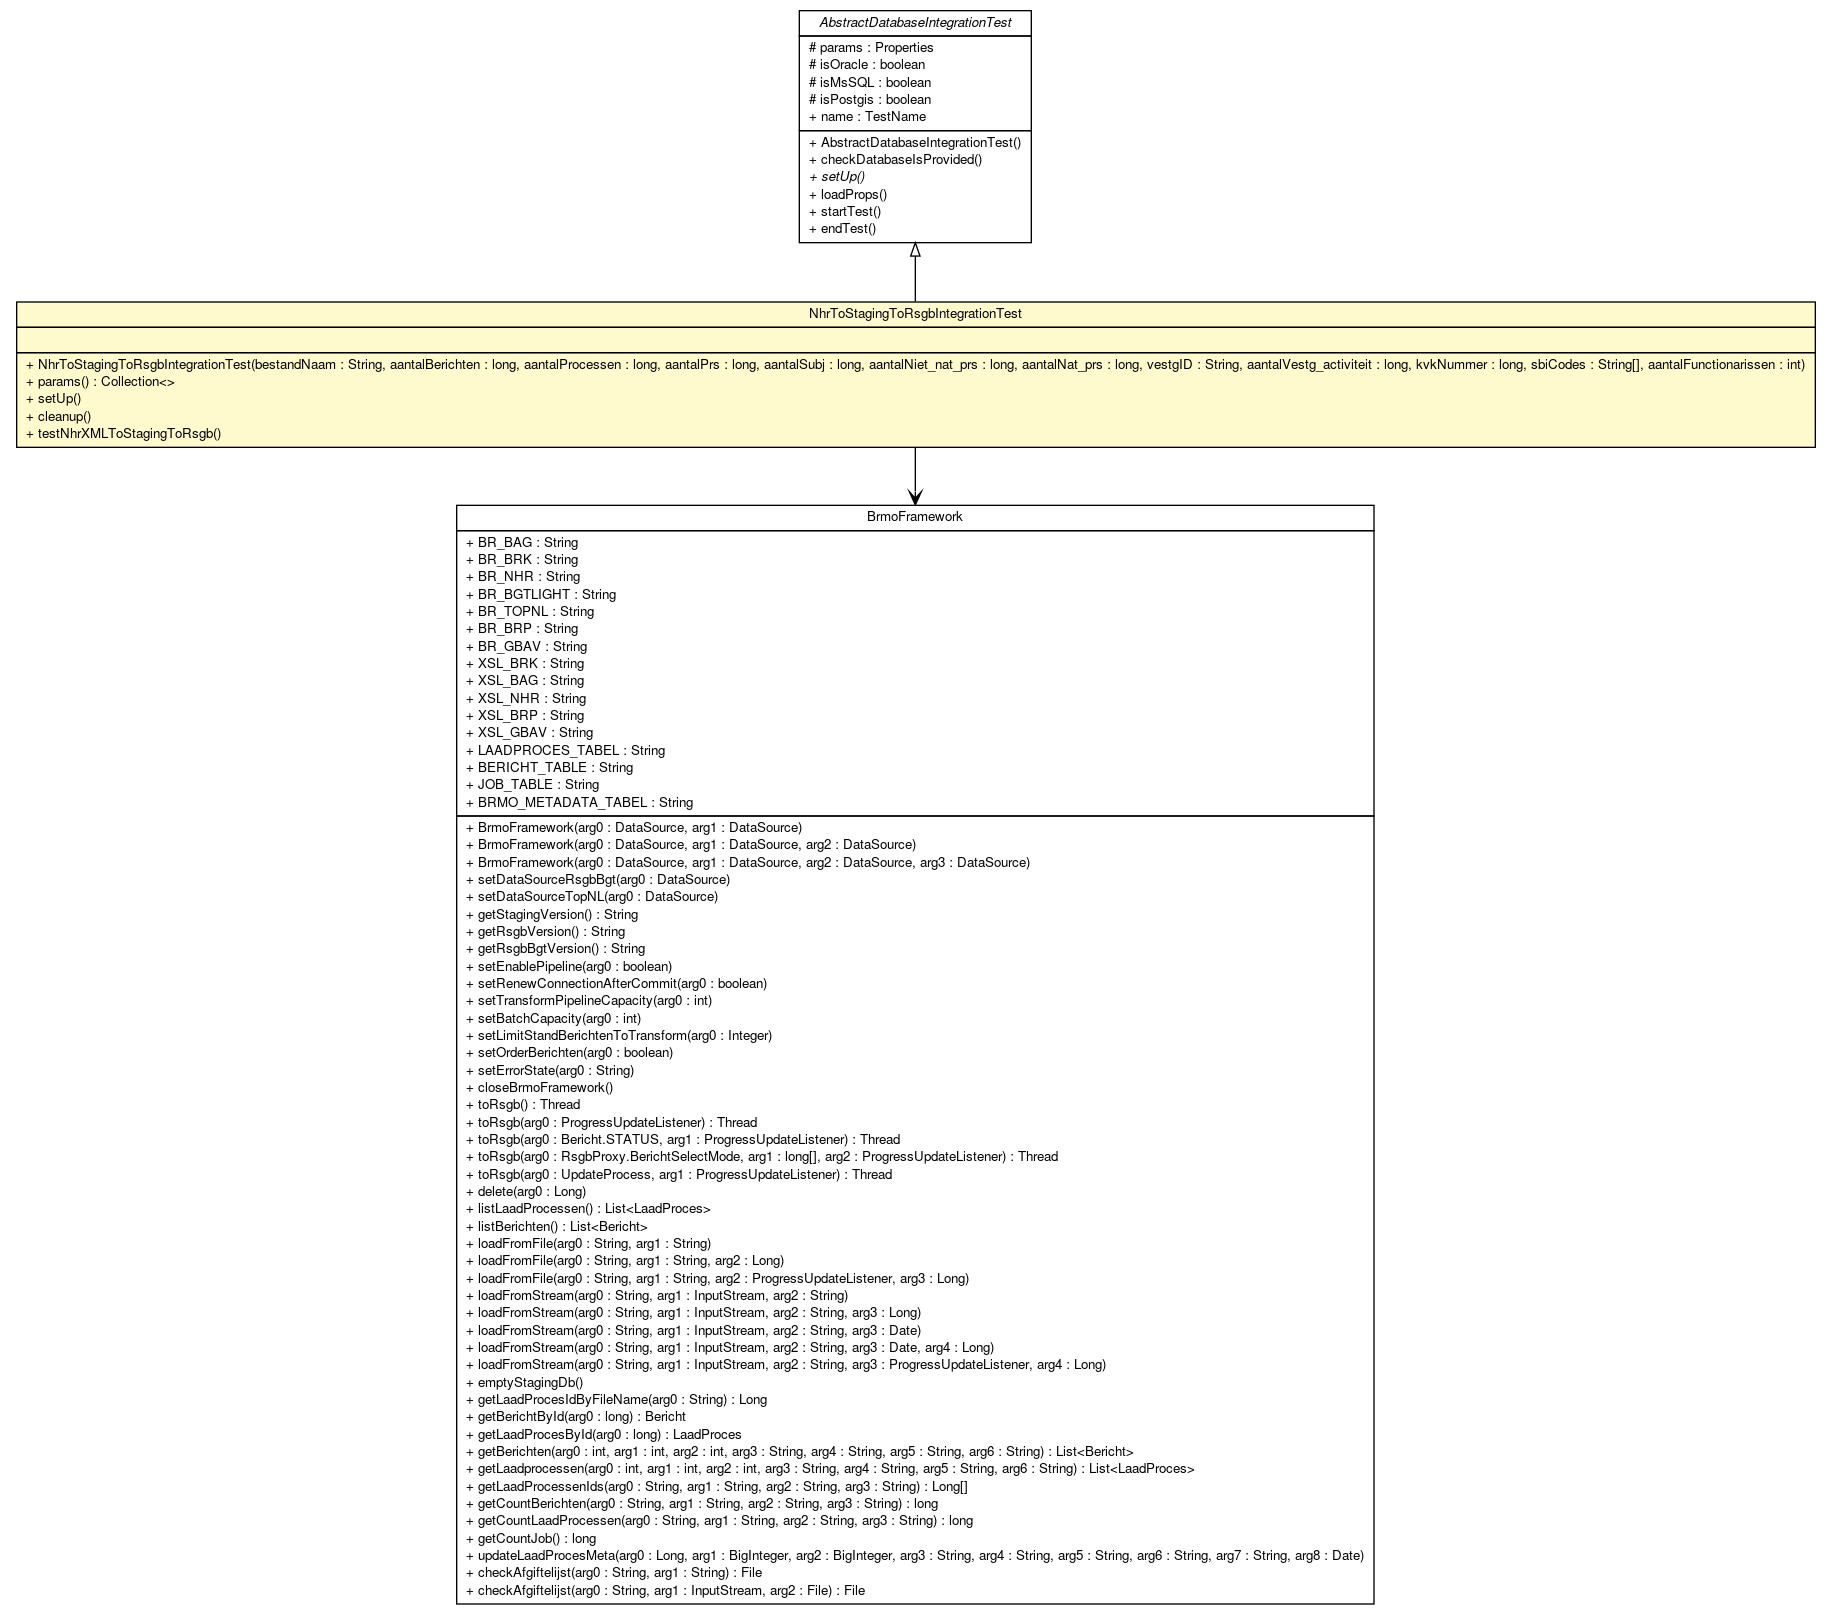 AbstractDatabaseIntegrationTest
# params : Properties
# isOracle : boolean
# isMsSQL : boolean
# isPostgis : boolean
+ name : TestName
+ AbstractDatabaseIntegrationTest()
+ checkDatabaseIsProvided()
+ setUp()
+ loadProps()
+ startTest()
+ endTest()
NhrToStagingToRsgbIntegrationTest
+ NhrToStagingToRsgbIntegrationTest(bestandNaam : String, aantalBerichten : long, aantalProcessen : long, aantalPrs : long, aantalSubj : long, aantalNiet_nat_prs : long, aantalNat_prs : long, vestgID : String, aantalVestg_activiteit : long, kvkNummer : long, sbiCodes : String[], aantalFunctionarissen : int)
+ params() : Collection<>
+ setUp()
+ cleanup()
+ testNhrXMLToStagingToRsgb()
BrmoFramework
+ BR_BAG : String
+ BR_BRK : String
+ BR_NHR : String
+ BR_BGTLIGHT : String
+ BR_TOPNL : String
+ BR_BRP : String
+ BR_GBAV : String
+ XSL_BRK : String
+ XSL_BAG : String
+ XSL_NHR : String
+ XSL_BRP : String
+ XSL_GBAV : String
+ LAADPROCES_TABEL : String
+ BERICHT_TABLE : String
+ JOB_TABLE : String
+ BRMO_METADATA_TABEL : String
+ BrmoFramework(arg0 : DataSource, arg1 : DataSource)
+ BrmoFramework(arg0 : DataSource, arg1 : DataSource, arg2 : DataSource)
+ BrmoFramework(arg0 : DataSource, arg1 : DataSource, arg2 : DataSource, arg3 : DataSource)
+ setDataSourceRsgbBgt(arg0 : DataSource)
+ setDataSourceTopNL(arg0 : DataSource)
+ getStagingVersion() : String
+ getRsgbVersion() : String
+ getRsgbBgtVersion() : String
+ setEnablePipeline(arg0 : boolean)
+ setRenewConnectionAfterCommit(arg0 : boolean)
+ setTransformPipelineCapacity(arg0 : int)
+ setBatchCapacity(arg0 : int)
+ setLimitStandBerichtenToTransform(arg0 : Integer)
+ setOrderBerichten(arg0 : boolean)
+ setErrorState(arg0 : String)
+ closeBrmoFramework()
+ toRsgb() : Thread
+ toRsgb(arg0 : ProgressUpdateListener) : Thread
+ toRsgb(arg0 : Bericht.STATUS, arg1 : ProgressUpdateListener) : Thread
+ toRsgb(arg0 : RsgbProxy.BerichtSelectMode, arg1 : long[], arg2 : ProgressUpdateListener) : Thread
+ toRsgb(arg0 : UpdateProcess, arg1 : ProgressUpdateListener) : Thread
+ delete(arg0 : Long)
+ listLaadProcessen() : List<LaadProces>
+ listBerichten() : List<Bericht>
+ loadFromFile(arg0 : String, arg1 : String)
+ loadFromFile(arg0 : String, arg1 : String, arg2 : Long)
+ loadFromFile(arg0 : String, arg1 : String, arg2 : ProgressUpdateListener, arg3 : Long)
+ loadFromStream(arg0 : String, arg1 : InputStream, arg2 : String)
+ loadFromStream(arg0 : String, arg1 : InputStream, arg2 : String, arg3 : Long)
+ loadFromStream(arg0 : String, arg1 : InputStream, arg2 : String, arg3 : Date)
+ loadFromStream(arg0 : String, arg1 : InputStream, arg2 : String, arg3 : Date, arg4 : Long)
+ loadFromStream(arg0 : String, arg1 : InputStream, arg2 : String, arg3 : ProgressUpdateListener, arg4 : Long)
+ emptyStagingDb()
+ getLaadProcesIdByFileName(arg0 : String) : Long
+ getBerichtById(arg0 : long) : Bericht
+ getLaadProcesById(arg0 : long) : LaadProces
+ getBerichten(arg0 : int, arg1 : int, arg2 : int, arg3 : String, arg4 : String, arg5 : String, arg6 : String) : List<Bericht>
+ getLaadprocessen(arg0 : int, arg1 : int, arg2 : int, arg3 : String, arg4 : String, arg5 : String, arg6 : String) : List<LaadProces>
+ getLaadProcessenIds(arg0 : String, arg1 : String, arg2 : String, arg3 : String) : Long[]
+ getCountBerichten(arg0 : String, arg1 : String, arg2 : String, arg3 : String) : long
+ getCountLaadProcessen(arg0 : String, arg1 : String, arg2 : String, arg3 : String) : long
+ getCountJob() : long
+ updateLaadProcesMeta(arg0 : Long, arg1 : BigInteger, arg2 : BigInteger, arg3 : String, arg4 : String, arg5 : String, arg6 : String, arg7 : String, arg8 : Date)
+ checkAfgiftelijst(arg0 : String, arg1 : String) : File
+ checkAfgiftelijst(arg0 : String, arg1 : InputStream, arg2 : File) : File